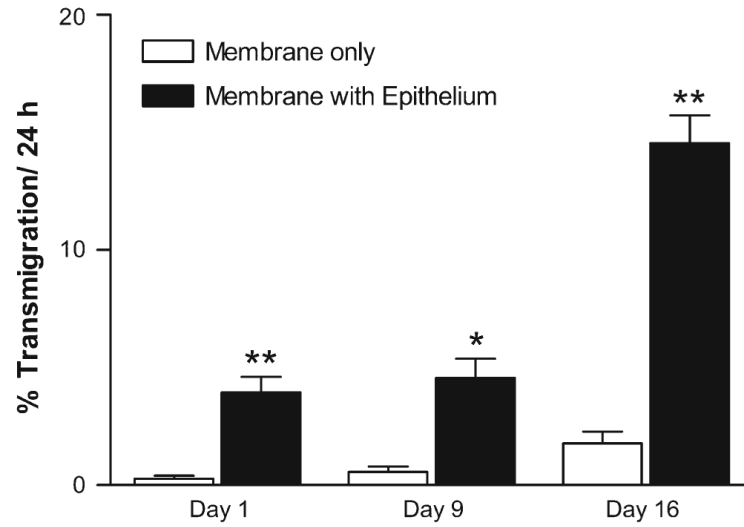 20
Membrane only
Membrane with Epithelium
**
10
**
*
0
Day 1
Day 9
Day 16
% Transmigration/ 24 h